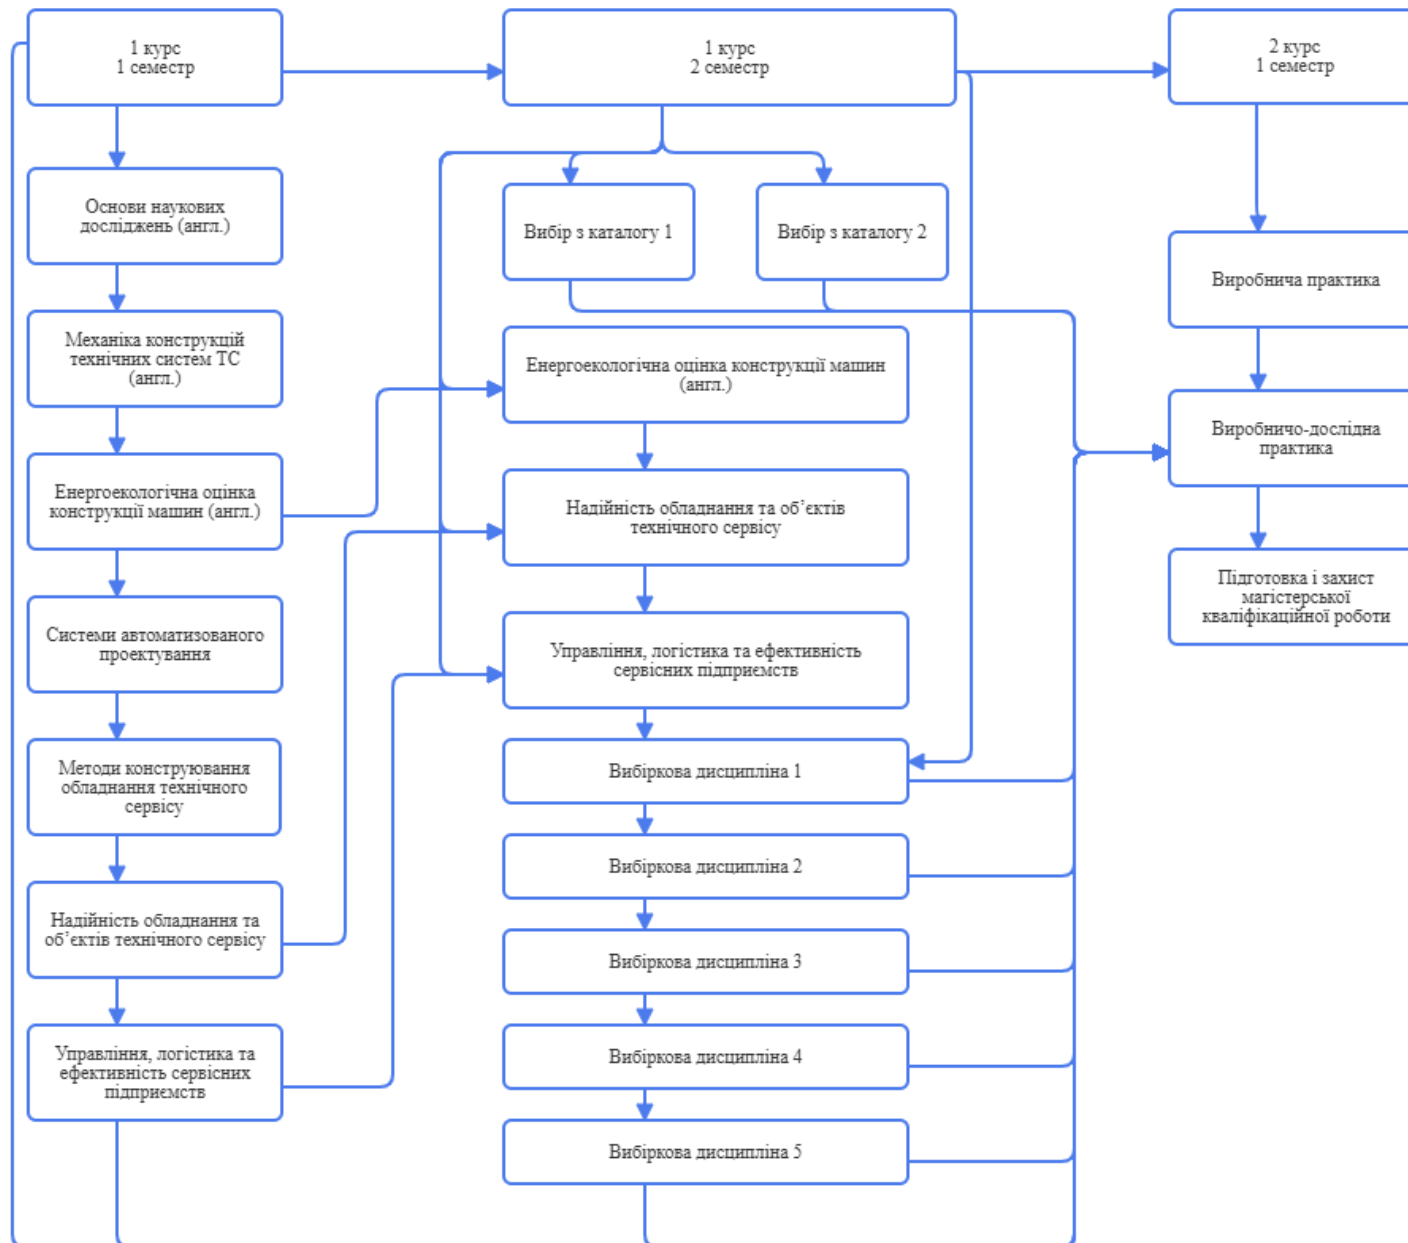 1 курс
1 семестр
Основи наукових
досліджень (англ.)
Механіка конструкцій
технічних систем ТС
(англ.)
Енергоекологічна оцінка
конструкції машин (англ.)
Системи автоматизованого
проектування
Методи конструювання
обладнання технічного
сервісу
Надійність обладнання та
об’єктів технічного сервісу
Управління, логістика та
ефективність сервісних
підприємств
1 курс
2 семестр
Вибір з каталогу 1
Вибір з каталогу 2
Енергоекологічна оцінка конструкції машин
(англ.)
Надійність обладнання та об’єктів
технічного сервісу
Управління, логістика та ефективність
сервісних підприємств
Вибіркова дисципліна 1
Вибіркова дисципліна 2
Вибіркова дисципліна 3
Вибіркова дисципліна 4
Вибіркова дисципліна 5
2 курс
1 семестр
Виробнича практика
Виробничо-дослідна
практика
Підготовка і захист
магістерської
кваліфікаційної роботи